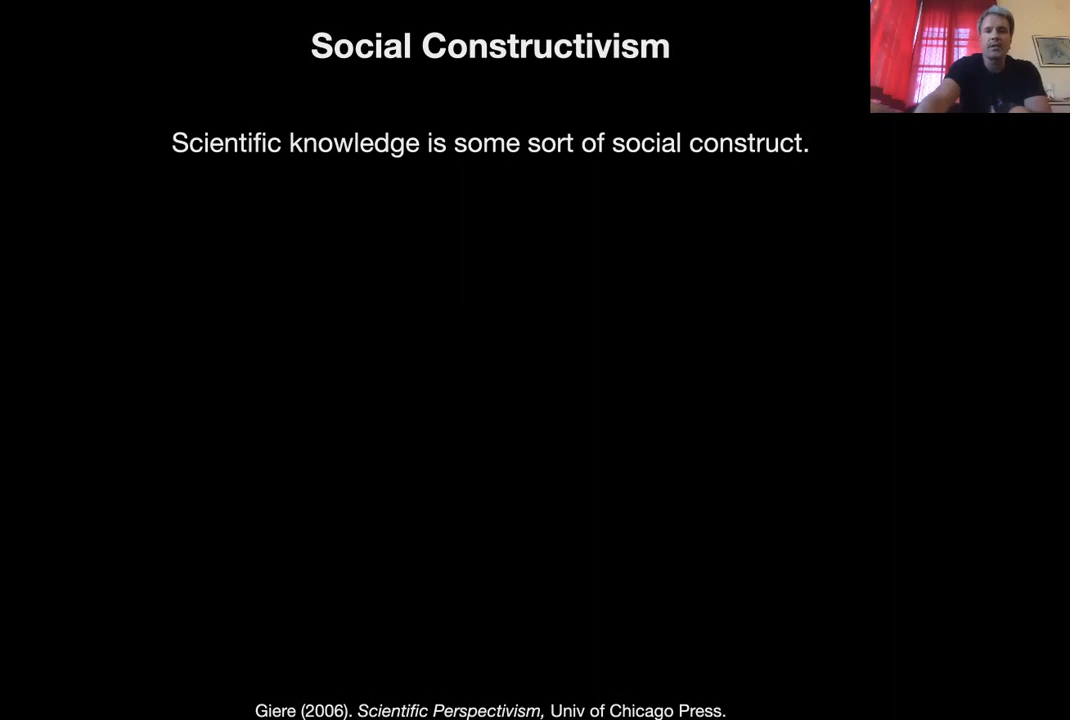 Social Constructivism
Scientific knowledge is some sort of social construct.
Giere (2006). Scientific Perspectivism, Univ of Chicago Press.